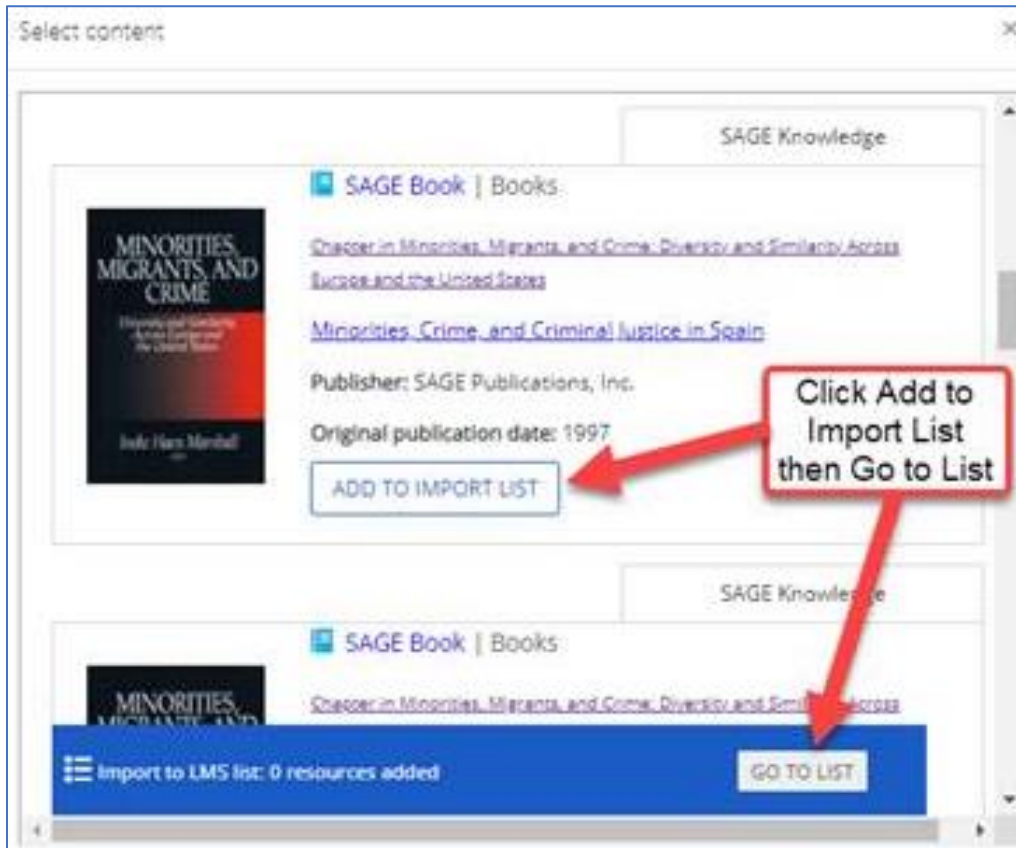 Select content
SAGE Knowledge
SAGE Book | Books
MINORITIES,
MIGRANTS, AND
CRIME
Chapter in Minorities, Migrants, and Crime: Diversity and Similarity Across
Europe and the United States
Minorities, Crime, and Criminal Justice in Spain
Publisher: SAGE Publications, Inc.
Original publication date: 1997
ADD TO IMPORT LIST
Click Add to
Import List
then Go to List
SAGE Knowledge
SAGE Book | Books
MINORITIES,
MIGRANTS, AND
Chapter in Minorities, Migrants, and Crime: Diversity and Similarity Across
Import to LMS list: 0 resources added
GO TO LIST